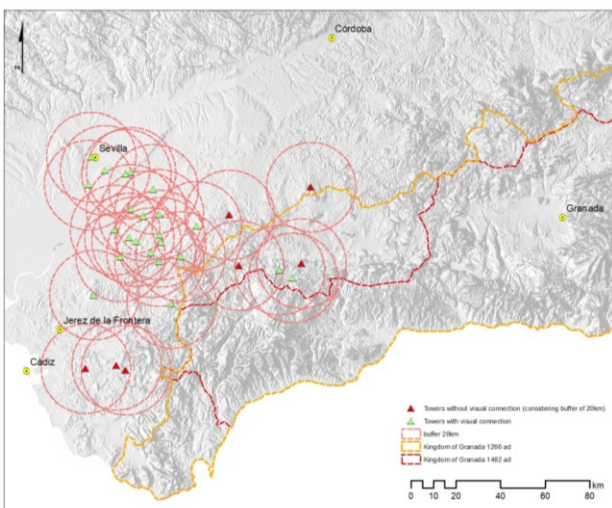 Córdoba
Sevilla
Granada
Jerez de la Frontera
Cádiz
Towers without visual connection (considering buffer of 20km)
Towers with visual connection
buffer 20km
Kingdom of Granada 1266 ad
Kingdom of Granada 1482 ad
km
0 5 10 20 40 60 80